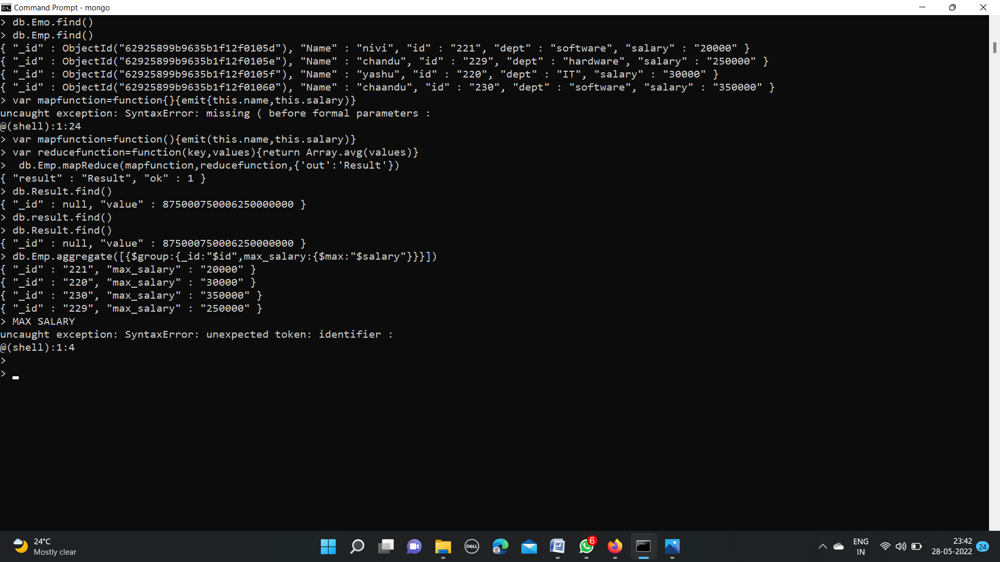 Command Prompt - mongo
> db.Emo.find()
> db.Emp.find()
{ "_id" : ObjectId("62925899b9635b1f12f0105d"), "Name" : "nivi", "id" : "221", "dept" : "software", "salary" : "20000" }
{ "_id" : ObjectId("62925899b9635b1f12f0105e"), "Name" : "chandu", "id" : "229", "dept" : "hardware", "salary" : "250000" }
{ "_id" : ObjectId("62925899b9635b1f12f0105f"), "Name" : "yashu", "id" : "220", "dept" : "IT", "salary" : "30000" }
{ "_id" : ObjectId("62925899b9635b1f12f01060"), "Name" : "chaandu", "id" : "230", "dept" : "software", "salary" : "350000" }
> var mapfunction=function{}{emit{this.name,this.salary)}
uncaught exception: SyntaxError: missing ( before formal parameters :
@(shell):1:24
> var mapfunction=function(){emit(this.name,this.salary)}
> var reducefunction=function(key,values){return Array.avg(values)}
>  db.Emp.mapReduce(mapfunction,reducefunction,{'out':'Result'})
{ "result" : "Result", "ok" : 1 }
> db.Result.find()
{ "_id" : null, "value" : 875000750006250000000 }
> db.result.find()
> db.Result.find()
{ "_id" : null, "value" : 875000750006250000000 }
> db.Emp.aggregate([{$group:{_id:"$id",max_salary:{$max:"$salary"}}}])
{ "_id" : "221", "max_salary" : "20000" }
{ "_id" : "220", "max_salary" : "30000" }
{ "_id" : "230", "max_salary" : "350000" }
{ "_id" : "229", "max_salary" : "250000" }
> MAX SALARY
uncaught exception: SyntaxError: unexpected token: identifier :
@(shell):1:4
>
>
24°C
Mostly clear
DELL
6
ENG
IN
23:42
28-05-2022
24